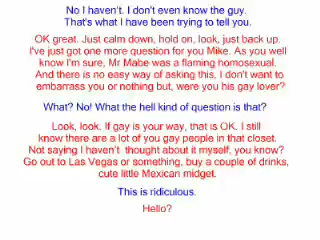 No I haven't. I don't even know the guy.
That's what I have been trying to tell you.
OK great. Just calm down, hold on, look, just back up.
I've just got one more question for you Mike. As you well
know I'm sure, Mr Mabe was a flaming homosexual.
And there is no easy way of asking this, I don't want to
embarrass you or nothing but, were you his gay lover?
What? No! What the hell kind of question is that?
Look, look. If gay is your way, that is OK. I still
know there are a lot of you gay people in that closet.
Not saying I haven't thought about it myself, you know?
Go out to Las Vegas or something, buy a couple of drinks,
cute little Mexican midget.
This is ridiculous.
Hello?